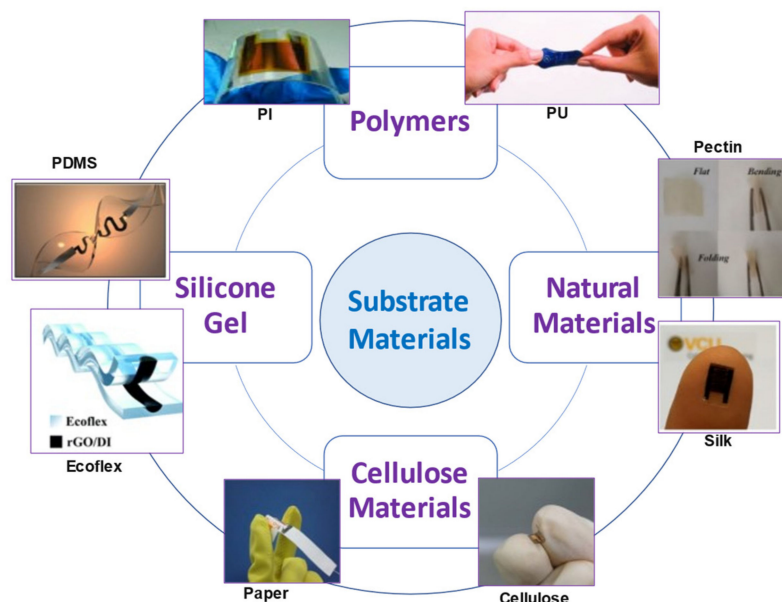 PI
PU
Polymers
PDMS
Pectin
Flat
Bending
Folding
Silicone
Gel
Substrate
Materials
Natural
Materials
VCU
Ecoflex
rGO/DI
Ecoflex
Silk
Cellulose
Materials
Paper
Cellulose